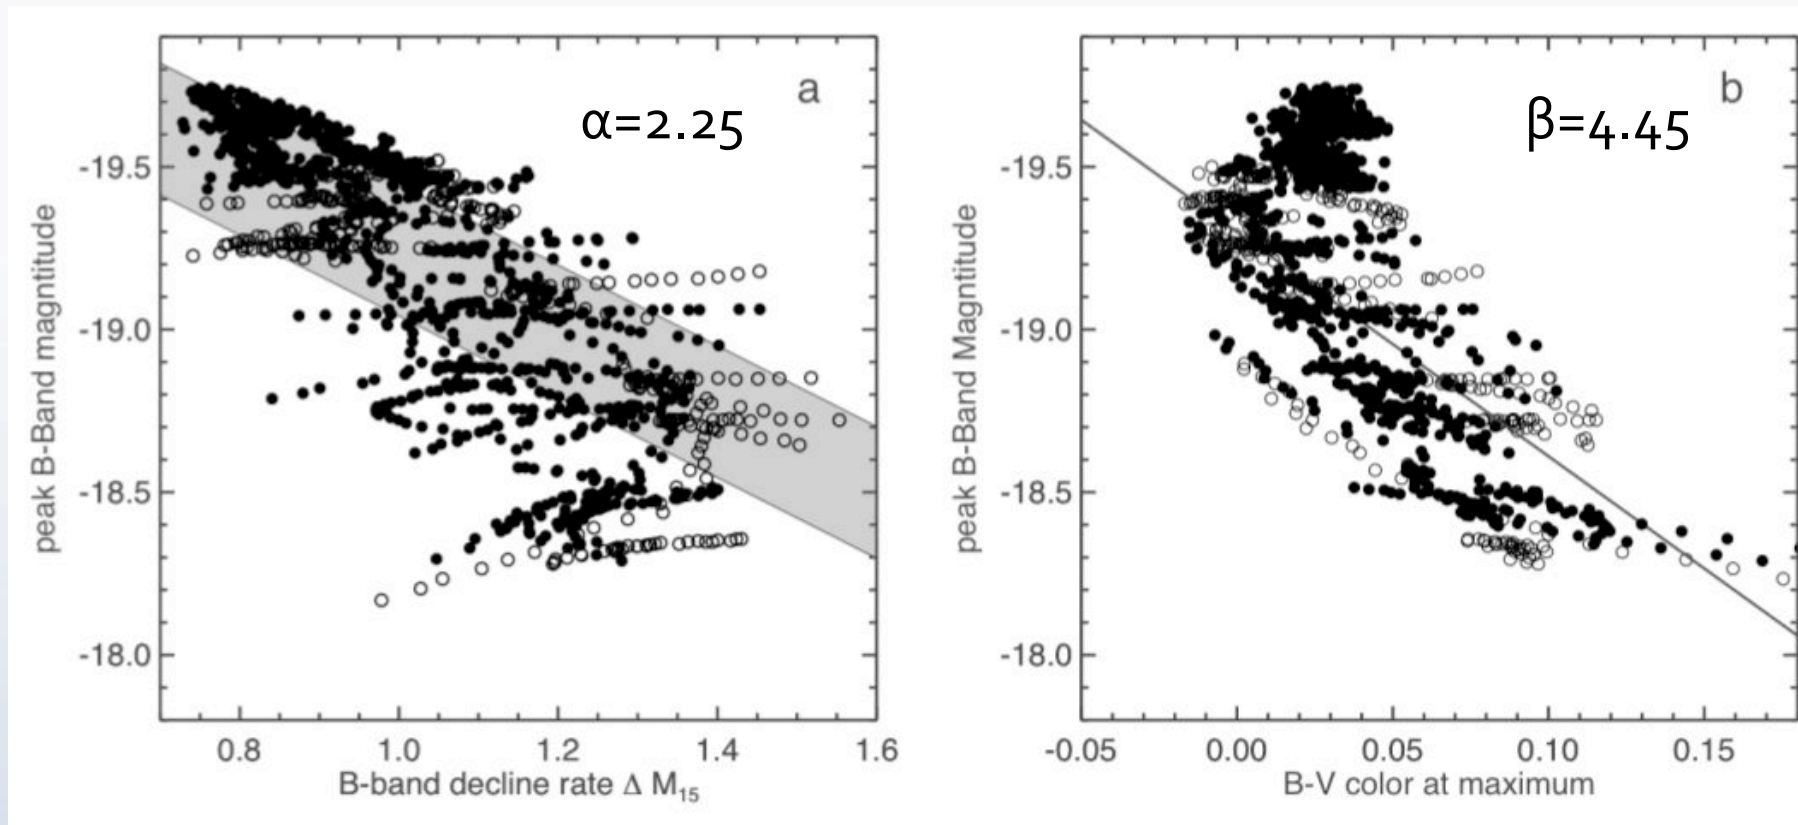 a
α=2.25
-19.5
-19.0
-18.5
-18.0
peak B-Band magntitude
0.8 1.0 1.2 1.4 1.6
B-band decline rate Δ M₁₅
b
β=4.45
-19.5
-19.0
-18.5
-18.0
peak B-Band Magntitude
-0.05 0.00 0.05 0.10 0.15
B-V color at maximum